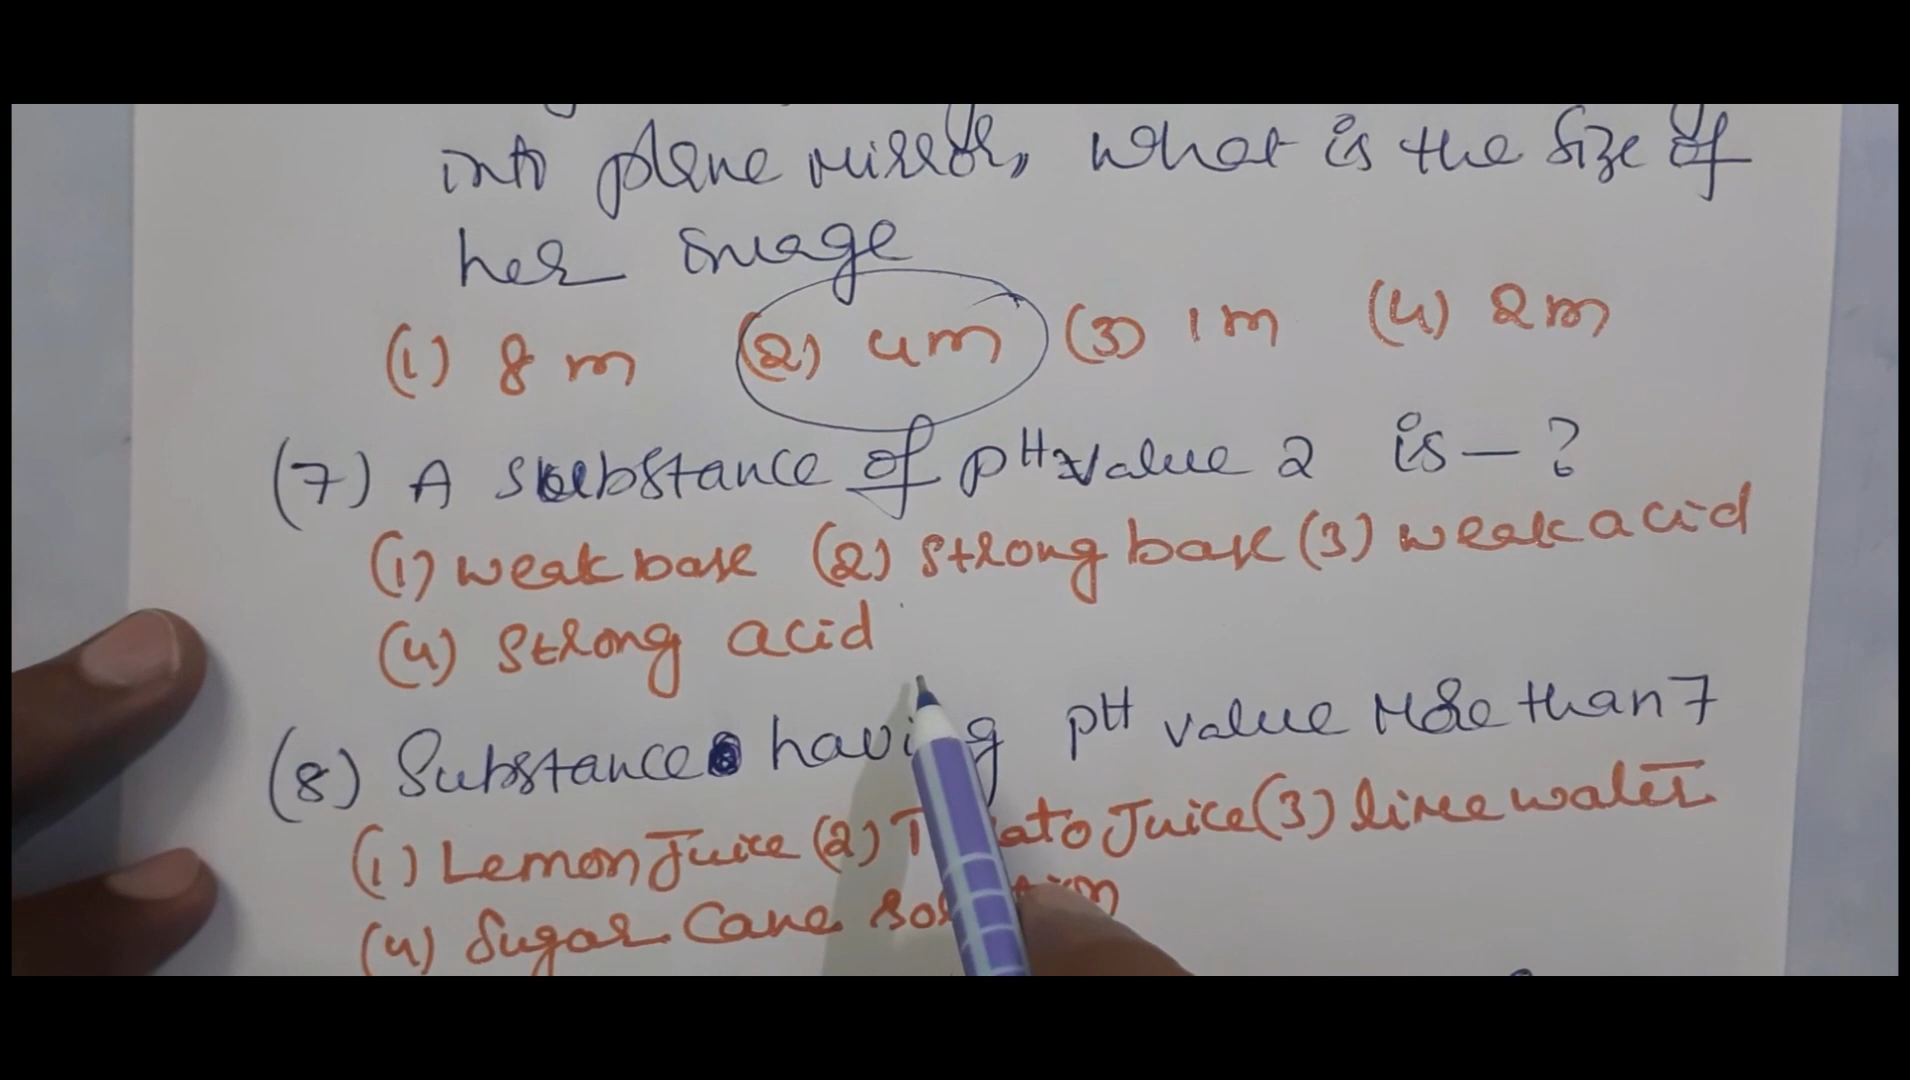 into plane mirror, what is the size of
her image
(1) 8 m (2) 4m (3) 1 m (4) 2m
(7) A substance of pH value 2 is - ?
(1) weak base (2) strong base (3) weak acid
(4) strong acid
(8) Substance having pH value More than 7
(1) Lemon Juice (2) Juice (3) lime water
(4) Sugar Cane